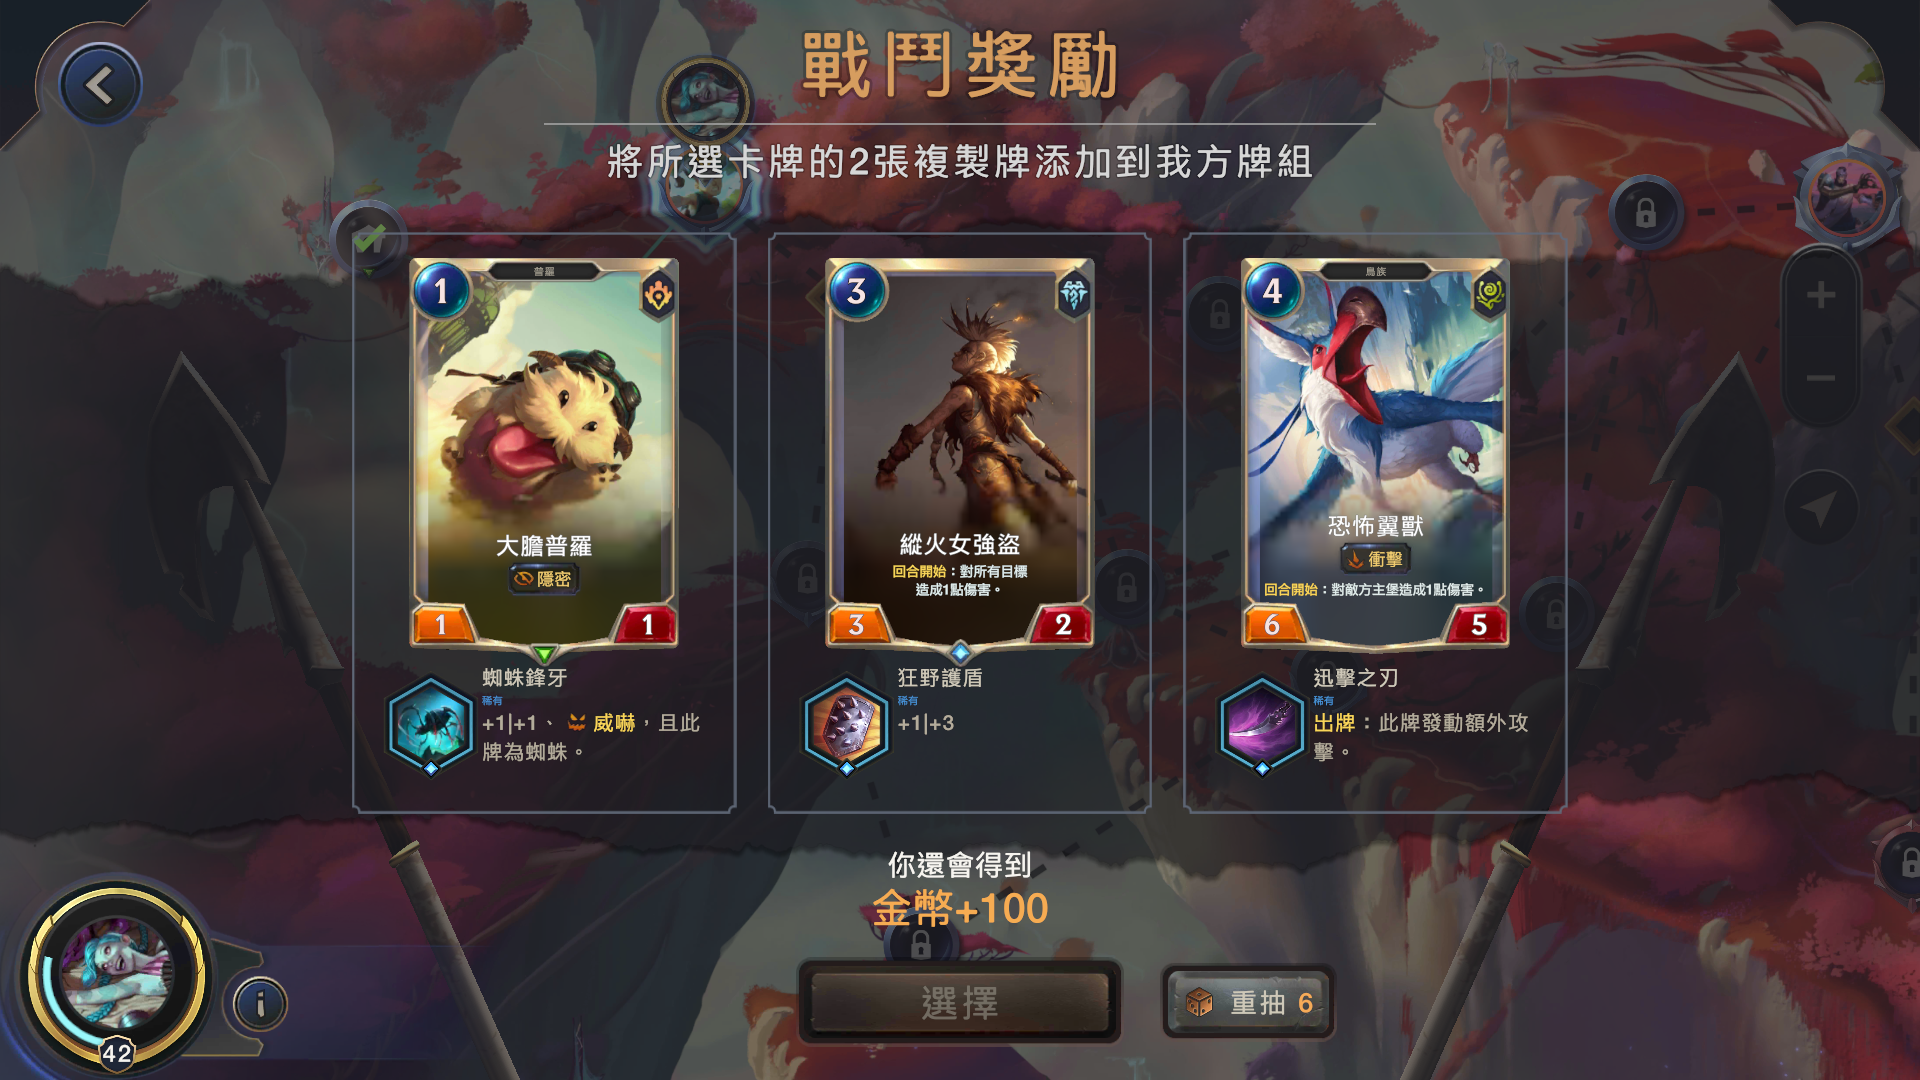 戰鬥獎勵
將所選卡牌的2張複製牌添加到我方牌組
1
普羅
大膽普羅
隱密
1
1
蜘蛛鋒牙
稀有
+1|+1、威嚇，且此
牌為蜘蛛。
3
縱火女強盜
回合開始：對所有目標
造成1點傷害。
3
2
狂野護盾
稀有
+1|+3
4
鳥族
恐怖翼獸
衝擊
回合開始：對敵方主堡造成1點傷害。
6
5
迅擊之刃
稀有
出牌：此牌發動額外攻
擊。
你還會得到
金幣+100
選擇
重抽 6
42